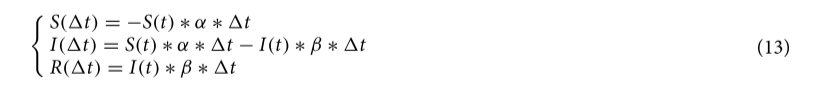 S(Δt) = −S(t) ∗ α ∗ Δt
I(Δt) = S(t) ∗ α ∗ Δt − I(t) ∗ β ∗ Δt (13)
R(Δt) = I(t) ∗ β ∗ Δt